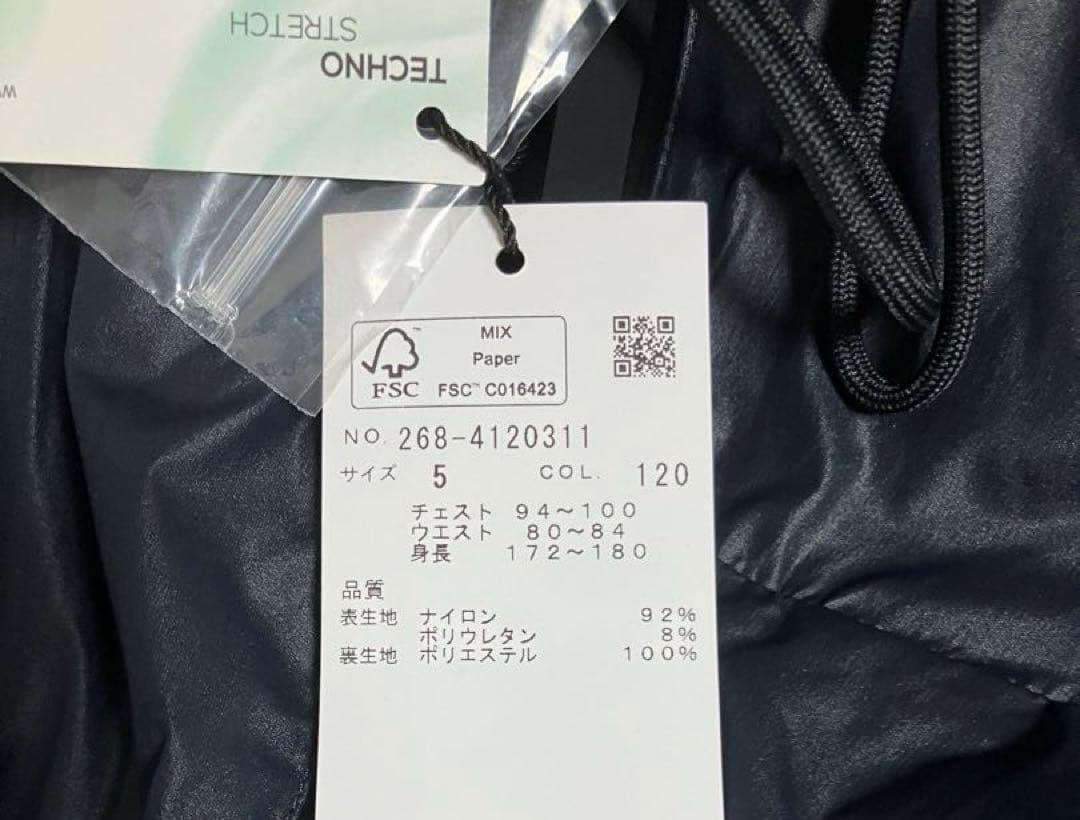 TECHNO
STRETCH
W
MIX
Paper
FSC™ C016423
FSC
NO. 268-4120311
サイズ 5 COL. 120
チェスト 94～100
ウエスト 80～84
身長 172～180
品質
表生地 ナイロン 92%
ポリウレタン 8%
裏生地 ポリエステル 100%